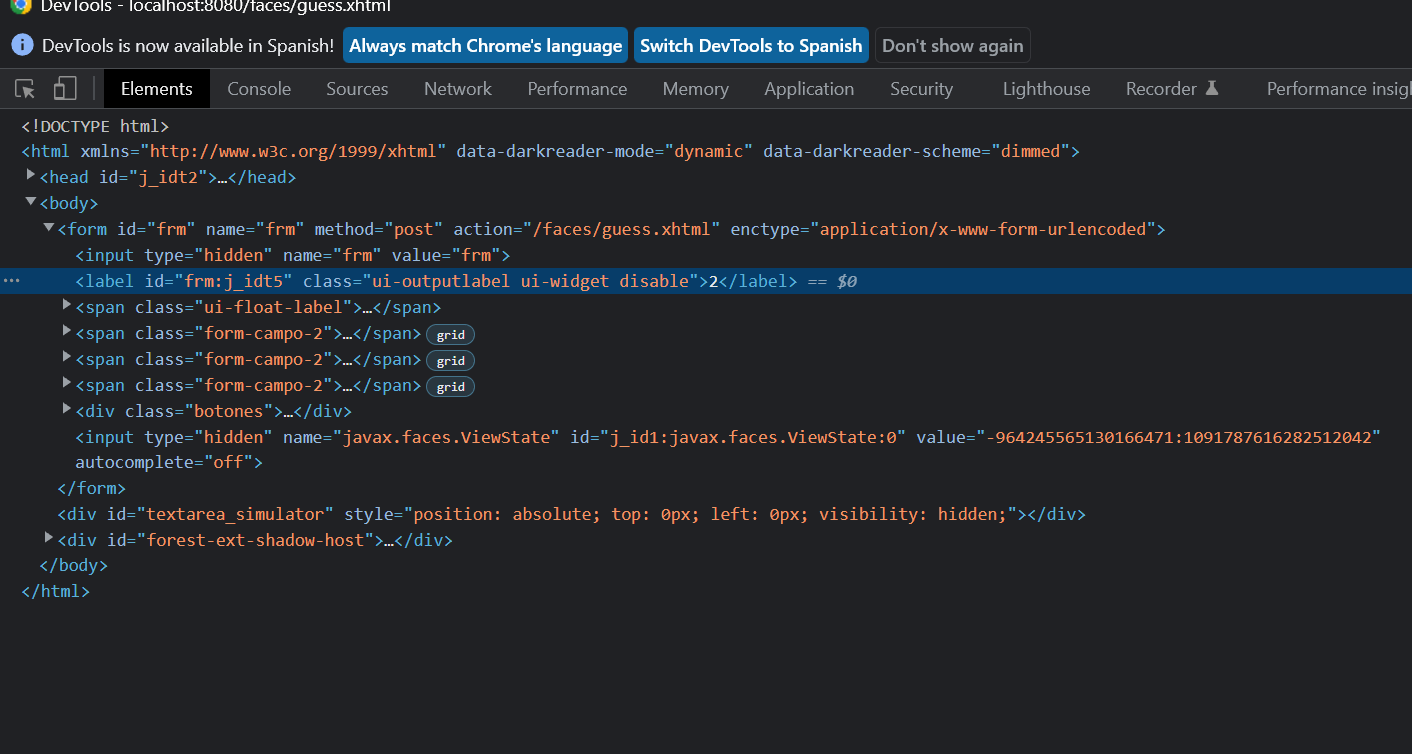 DevTools - localhost:8080/faces/guess.xhtml
DevTools is now available in Spanish! Always match Chrome's language Switch DevTools to Spanish Don't show again
Elements Console Sources Network Performance Memory Application Security Lighthouse Recorder Performance insigh
<!DOCTYPE html>
<html xmlns="http://www.w3c.org/1999/xhtml" data-darkreader-mode="dynamic" data-darkreader-scheme="dimmed">
<head id="j_idt2">…</head>
<body>
<form id="frm" name="frm" method="post" action="/faces/guess.xhtml" enctype="application/x-www-form-urlencoded">
<input type="hidden" name="frm" value="frm">
<label id="frm:j_idt5" class="ui-outputlabel ui-widget disable">2</label> == $0
<span class="ui-float-label">…</span>
<span class="form-campo-2">…</span> grid
<span class="form-campo-2">…</span> grid
<span class="form-campo-2">…</span> grid
<div class="botones">…</div>
<input type="hidden" name="javax.faces.ViewState" id="j_id1:javax.faces.ViewState:0" value="-964245565130166471:1091787616282512042"
autocomplete="off">
</form>
<div id="textarea_simulator" style="position: absolute; top: 0px; left: 0px; visibility: hidden;"></div>
<div id="forest-ext-shadow-host">…</div>
</body>
</html>